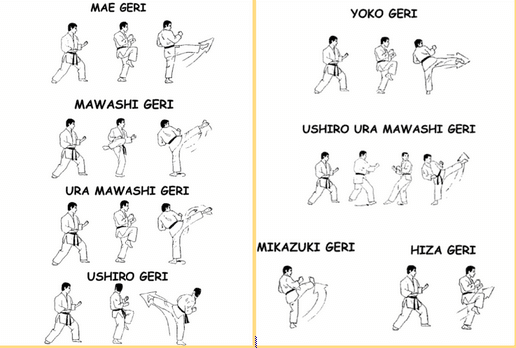 MAE GERI
MAWASHI GERI
URA MAWASHI GERI
USHIRO GERI
YOKO GERI
USHIRO URA MAWASHI GERI
MIKAZUKI GERI
HIZA GERI